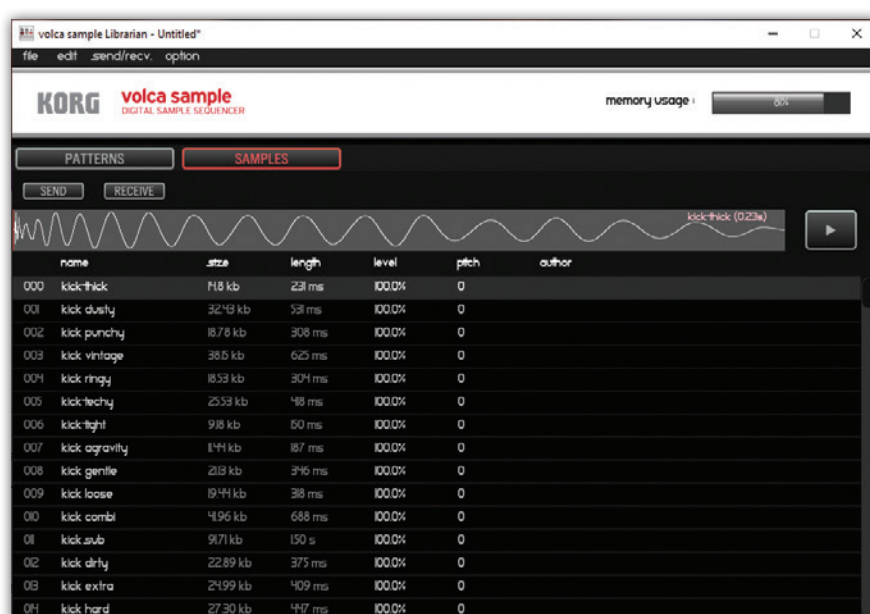 volca sample Librarian - Untitled*
file edit send/recv. option
KORG volca sample memory usage : 80%
DIGITAL SAMPLE SEQUENCER
PATTERNS SAMPLES
SEND RECEIVE
kick-thick (0.23s)
name size length level pitch author
000 kick-thick 14.8 kb 231 ms 100.0% 0
001 kick dusty 32.43 kb 531 ms 100.0% 0
002 kick punchy 18.78 kb 308 ms 100.0% 0
003 kick vintage 38.15 kb 625 ms 100.0% 0
004 kick ringy 18.53 kb 304 ms 100.0% 0
005 kick-techy 25.53 kb 418 ms 100.0% 0
006 kick-tight 9.18 kb 150 ms 100.0% 0
007 kick agravity 11.44 kb 187 ms 100.0% 0
008 kick gentle 21.13 kb 346 ms 100.0% 0
009 kick loose 19.44 kb 318 ms 100.0% 0
010 kick combi 41.96 kb 688 ms 100.0% 0
011 kick sub 91.71 kb 1.50 s 100.0% 0
012 kick dirty 22.89 kb 375 ms 100.0% 0
013 kick extra 24.99 kb 409 ms 100.0% 0
014 kick hard 27.30 kb 447 ms 100.0% 0